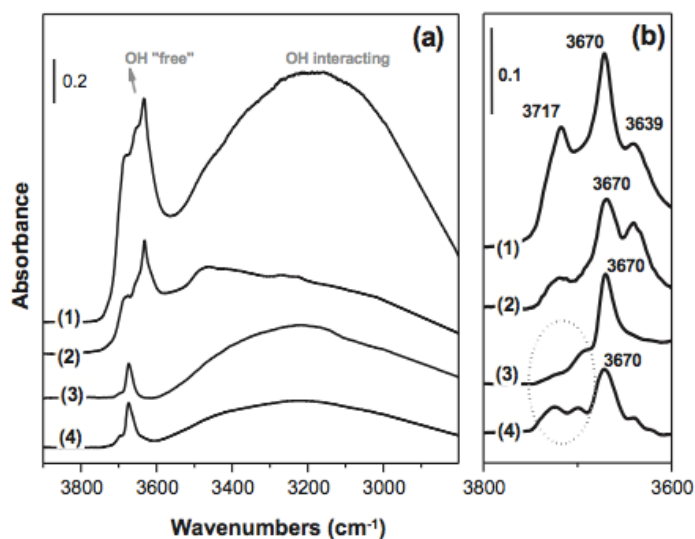 (a)
OH "free"
OH interacting
0.2
(1)
(2)
(3)
(4)
3800 3600 3400 3200 3000
Absorbance
Wavenumbers (cm-1)
(b)
3670
0.1
3717
3639
3670
(1)
3670
(2)
3670
(3)
(4)
3800 3600